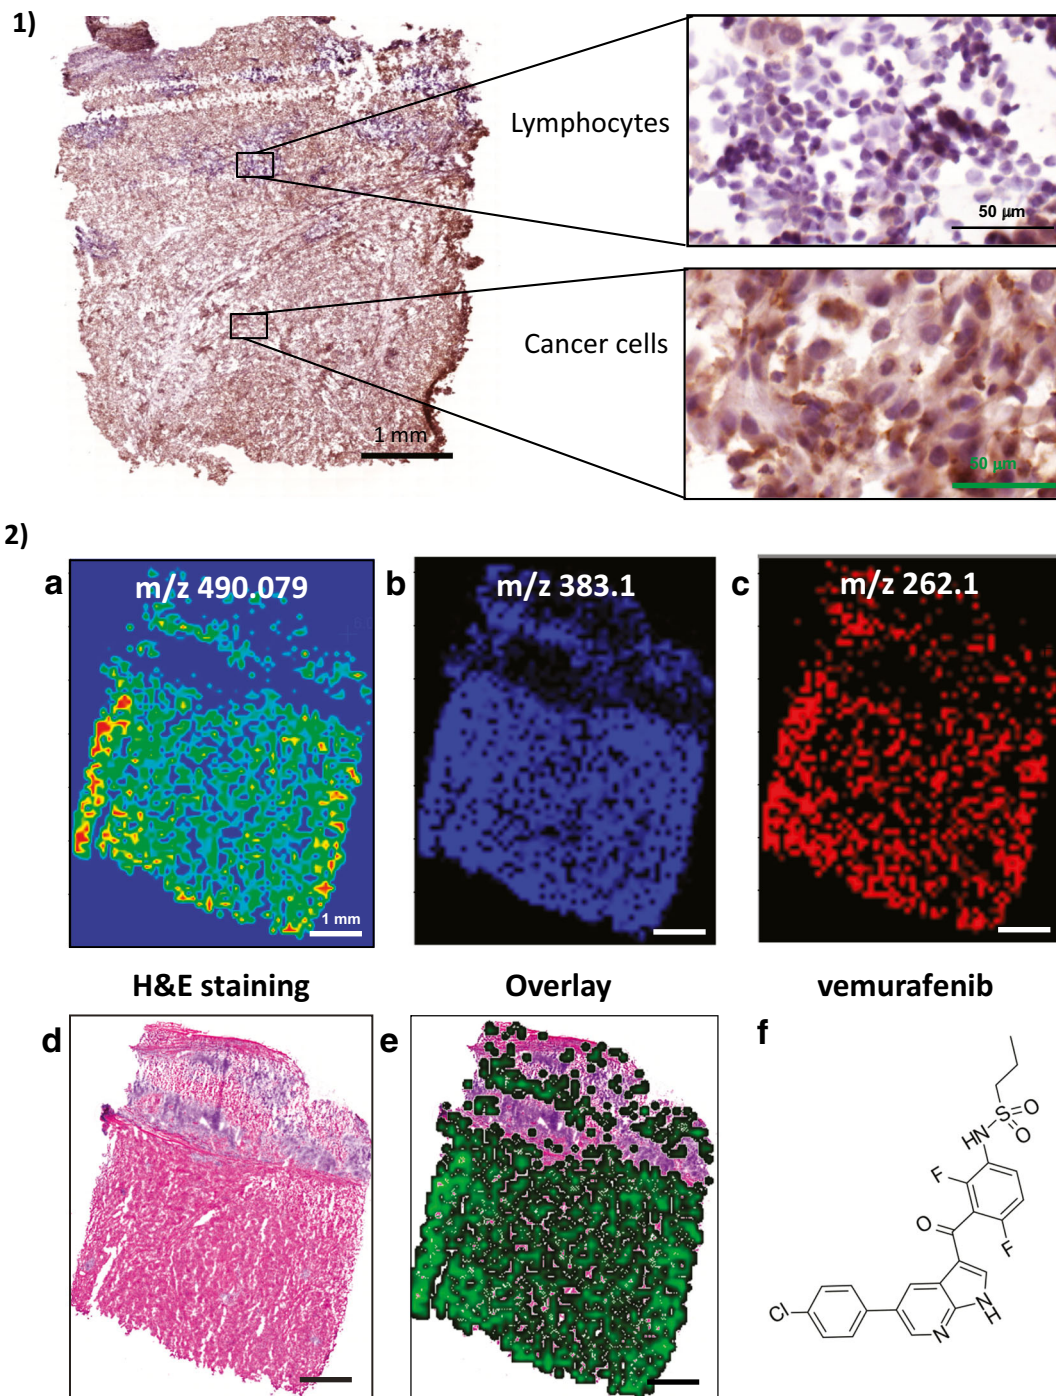 1)
Lymphocytes
50 µm
Cancer cells
50 µm
1 mm
2)
a
m/z 490.079
b
m/z 383.1
c
m/z 262.1
1 mm
H&E staining
Overlay
vemurafenib
d
e
f
O
S
O
HN
F
O
F
Cl
N
N
H